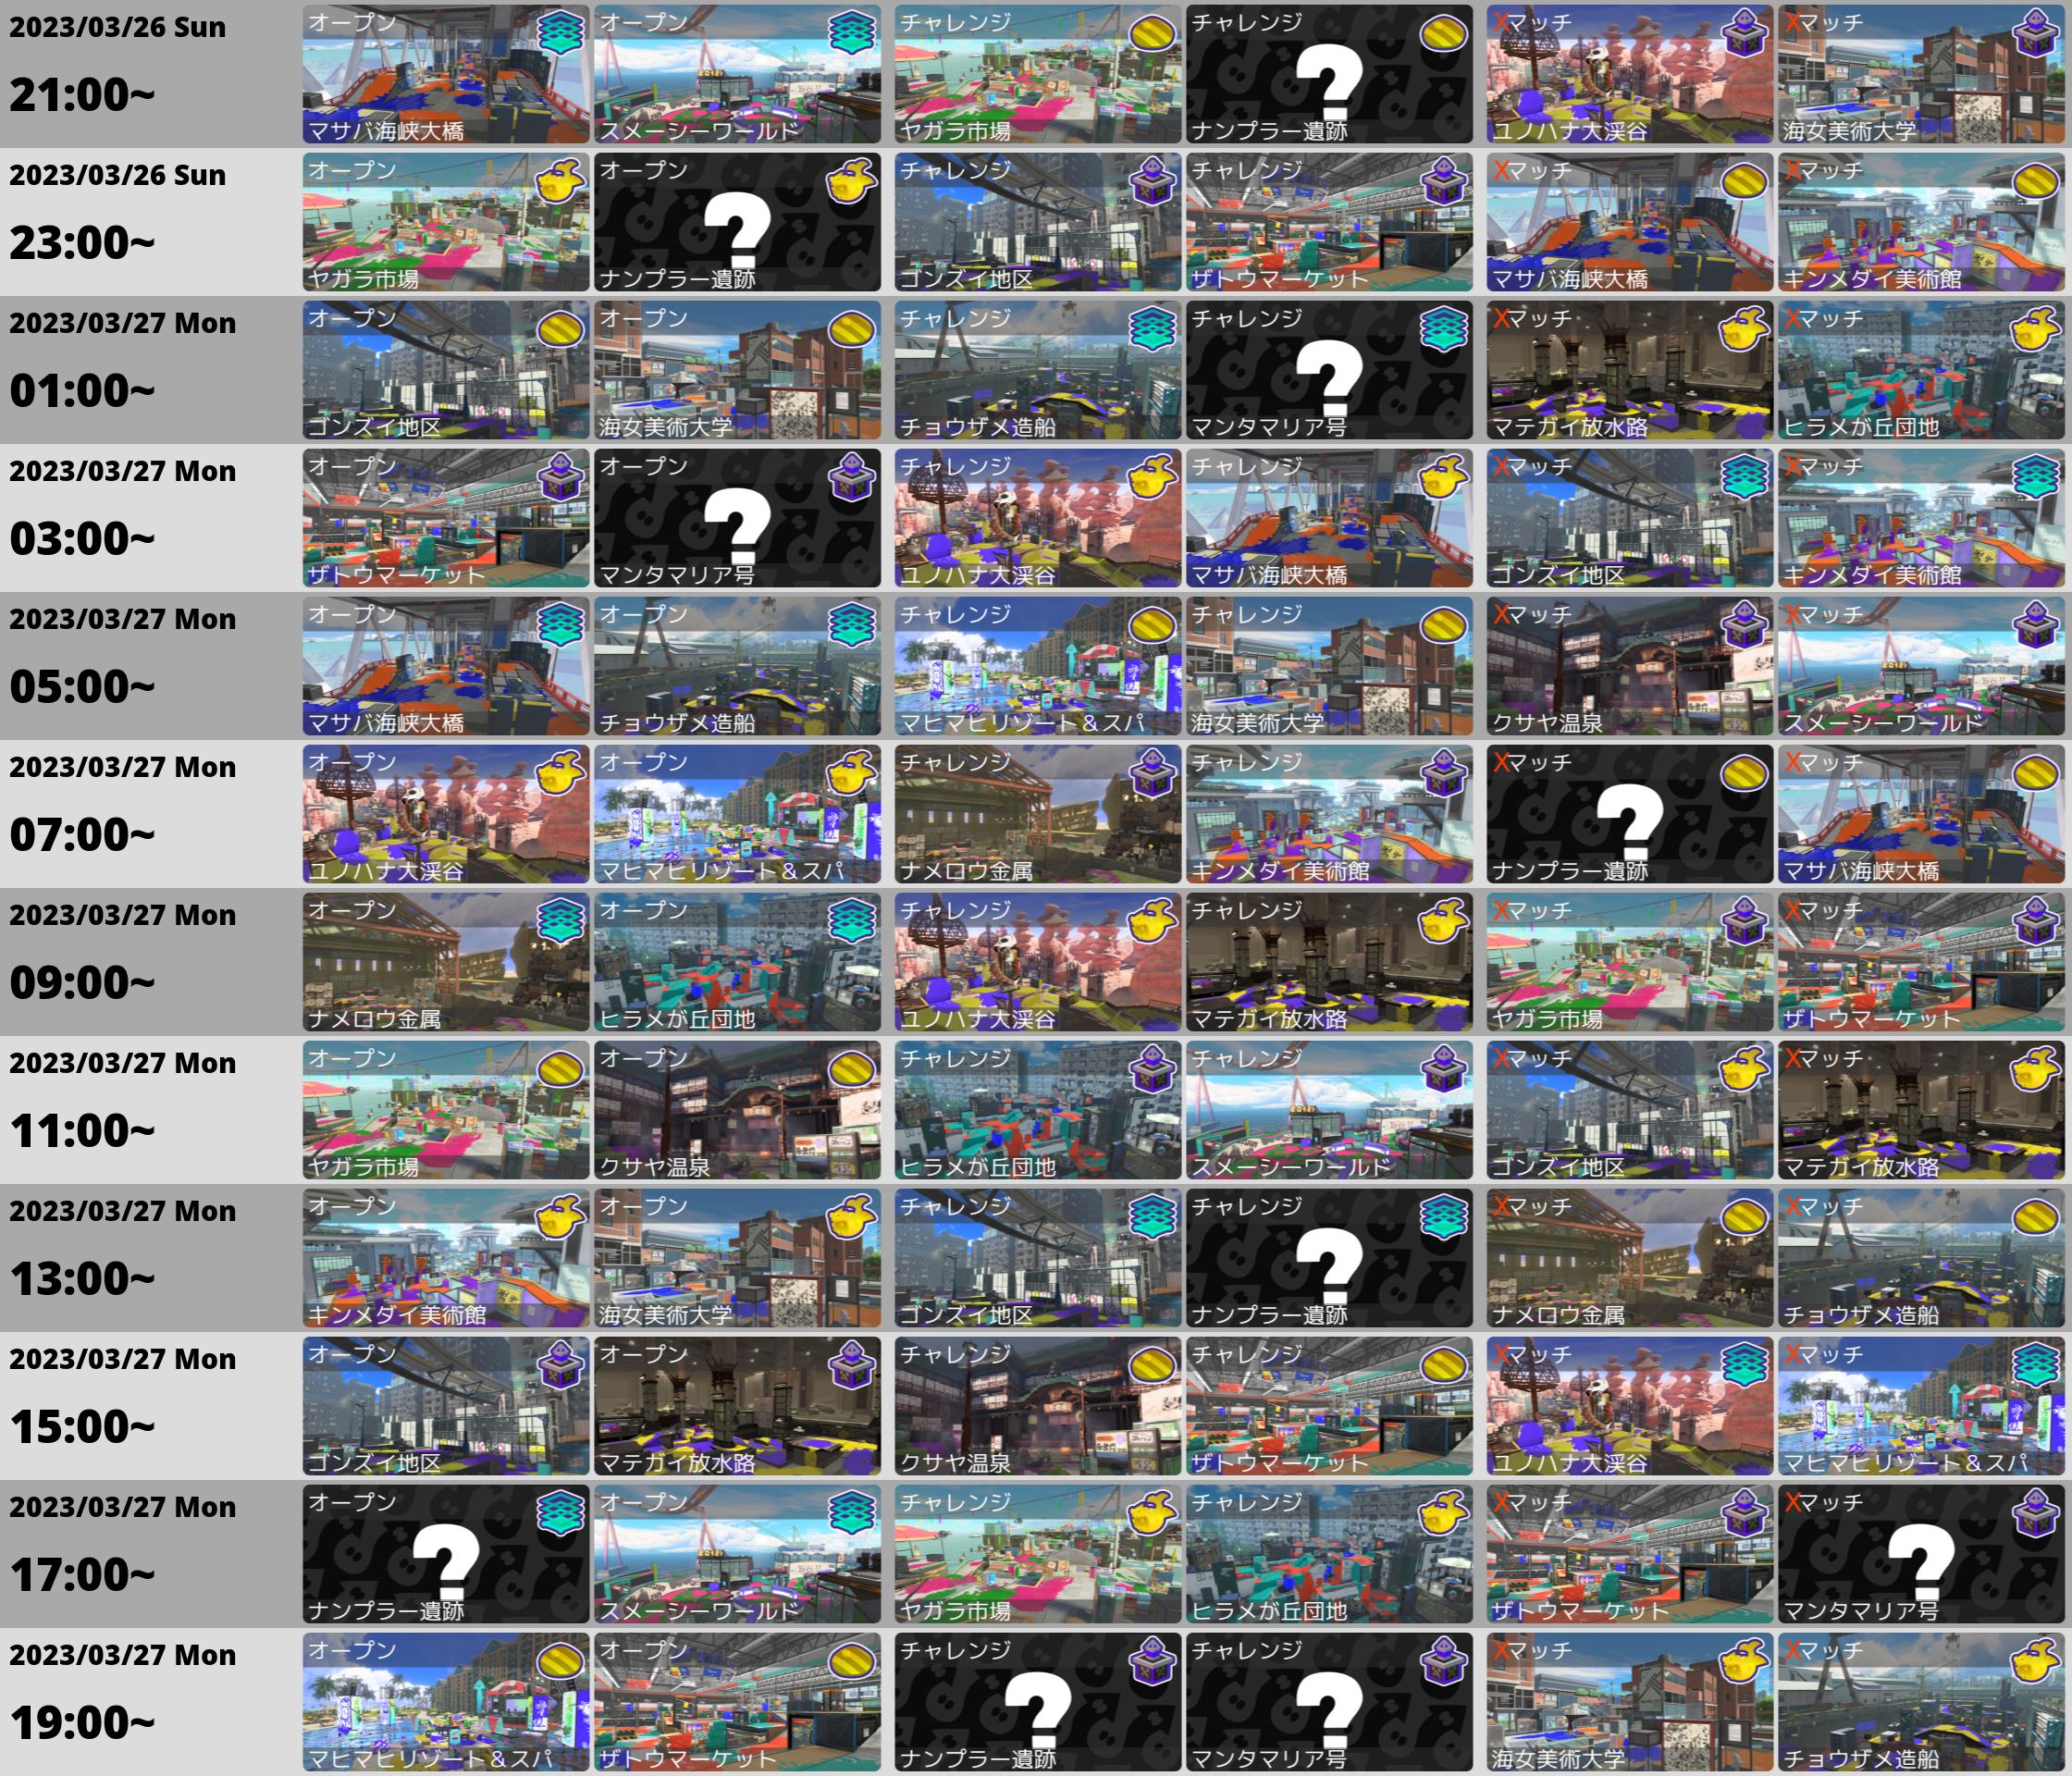 2023/03/26 Sun
21:00~
オープン オープン チャレンジ チャレンジ Xマッチ Xマッチ
マサバ海峡大橋 スメーシーワールド ヤガラ市場 ナンプラー遺跡 ユノハナ大渓谷 海女美術大学
2023/03/26 Sun
23:00~
オープン オープン チャレンジ チャレンジ Xマッチ Xマッチ
ヤガラ市場 ナンプラー遺跡 ゴンズイ地区 ザトウマーケット マサバ海峡大橋 キンメダイ美術館
2023/03/27 Mon
01:00~
オープン オープン チャレンジ チャレンジ Xマッチ Xマッチ
ゴンズイ地区 海女美術大学 チョウザメ造船 マンタマリア号 マテガイ放水路 ヒラメが丘団地
2023/03/27 Mon
03:00~
オープン オープン チャレンジ チャレンジ Xマッチ Xマッチ
ザトウマーケット マンタマリア号 ユノハナ大渓谷 マサバ海峡大橋 ゴンズイ地区 キンメダイ美術館
2023/03/27 Mon
05:00~
オープン オープン チャレンジ チャレンジ Xマッチ Xマッチ
マサバ海峡大橋 チョウザメ造船 マヒマヒリゾート＆スパ 海女美術大学 クサヤ温泉 スメーシーワールド
2023/03/27 Mon
07:00~
オープン オープン チャレンジ チャレンジ Xマッチ Xマッチ
ユノハナ大渓谷 マヒマヒリゾート＆スパ ナメロウ金属 キンメダイ美術館 ナンプラー遺跡 マサバ海峡大橋
2023/03/27 Mon
09:00~
オープン オープン チャレンジ チャレンジ Xマッチ Xマッチ
ナメロウ金属 ヒラメが丘団地 ユノハナ大渓谷 マテガイ放水路 ヤガラ市場 ザトウマーケット
2023/03/27 Mon
11:00~
オープン オープン チャレンジ チャレンジ Xマッチ Xマッチ
ヤガラ市場 クサヤ温泉 ヒラメが丘団地 スメーシーワールド ゴンズイ地区 マテガイ放水路
2023/03/27 Mon
13:00~
オープン オープン チャレンジ チャレンジ Xマッチ Xマッチ
キンメダイ美術館 海女美術大学 ゴンズイ地区 ナンプラー遺跡 ナメロウ金属 チョウザメ造船
2023/03/27 Mon
15:00~
オープン オープン チャレンジ チャレンジ Xマッチ Xマッチ
ゴンズイ地区 マテガイ放水路 クサヤ温泉 ザトウマーケット ユノハナ大渓谷 マヒマヒリゾート＆スパ
2023/03/27 Mon
17:00~
オープン オープン チャレンジ チャレンジ Xマッチ Xマッチ
ナンプラー遺跡 スメーシーワールド ヤガラ市場 ヒラメが丘団地 ザトウマーケット マンタマリア号
2023/03/27 Mon
19:00~
オープン オープン チャレンジ チャレンジ Xマッチ Xマッチ
マヒマヒリゾート＆スパ ザトウマーケット ナンプラー遺跡 マンタマリア号 海女美術大学 チョウザメ造船